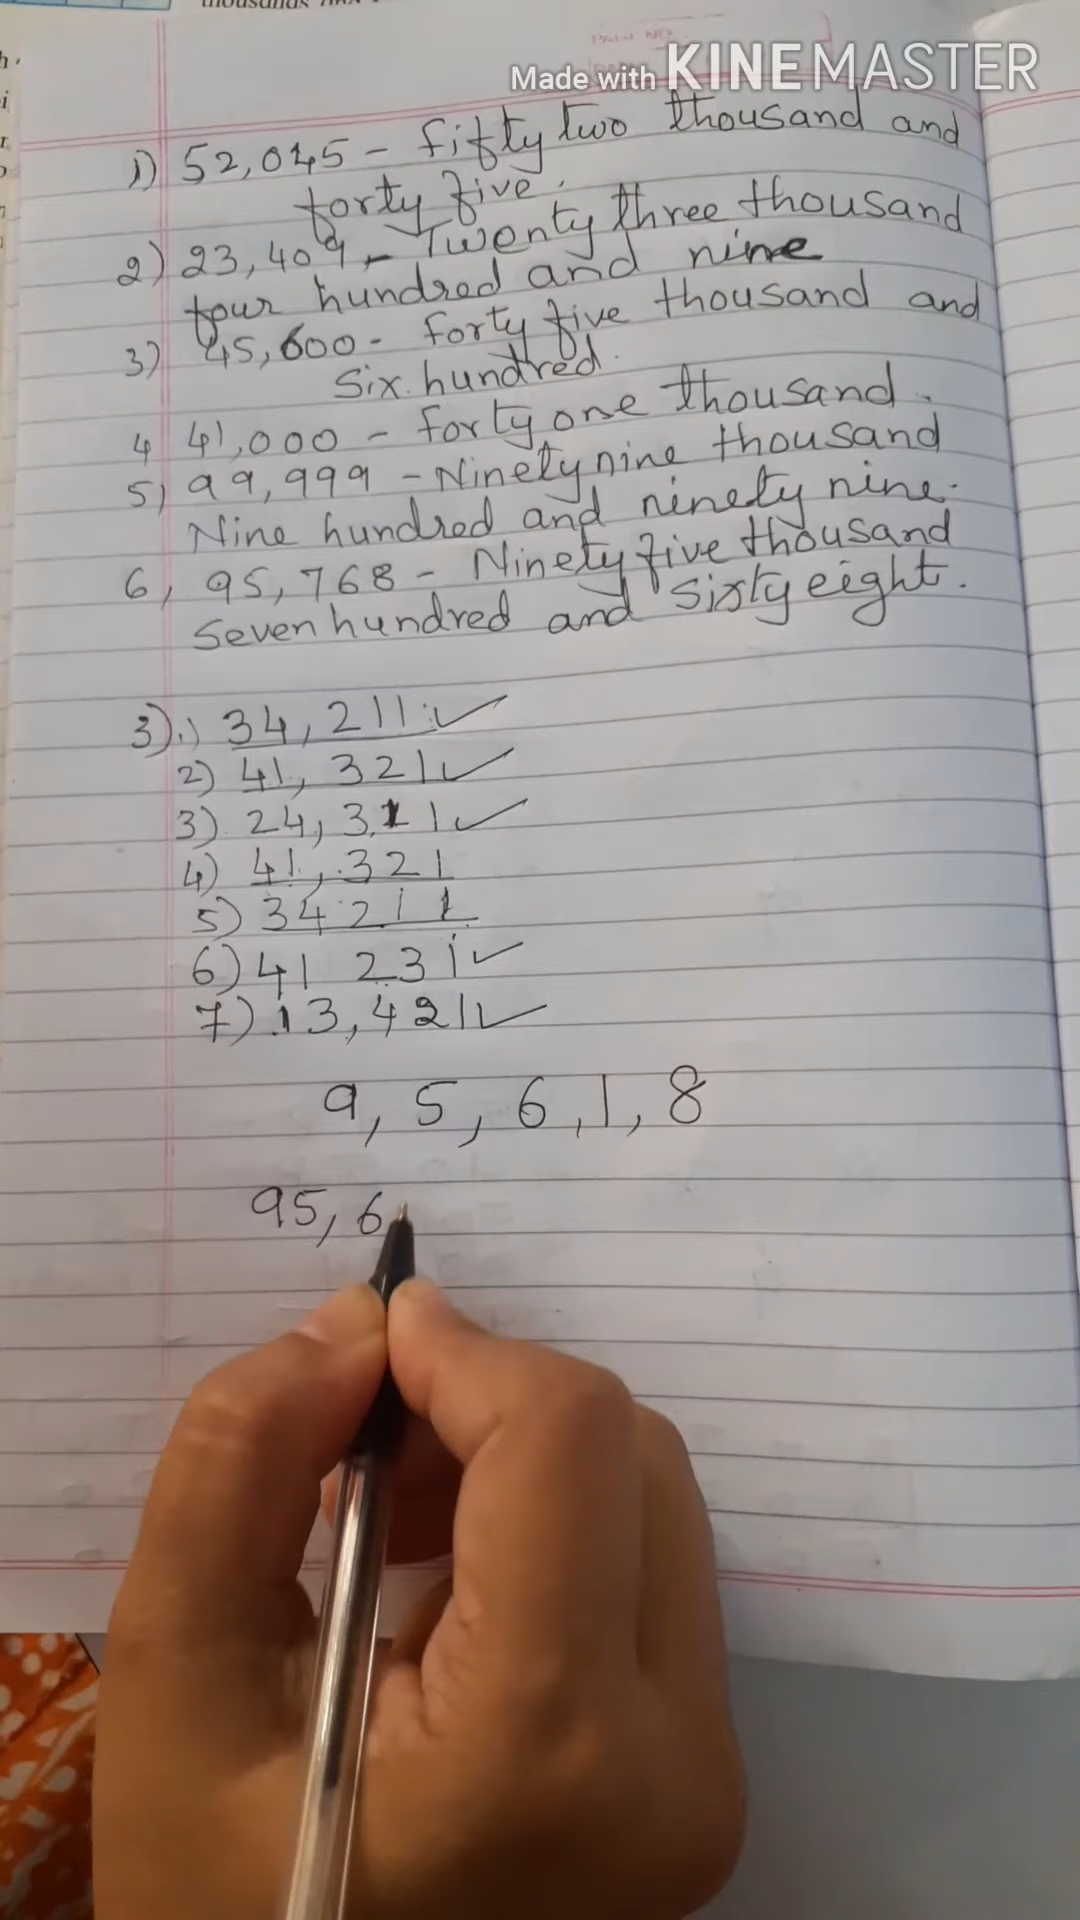 thousands
Made with KINEMASTER
1) 52,045 - fifty two thousand and
forty five.
2) 23,409 - Twenty three thousand
four hundred and nine
3) 45,600 - forty five thousand and
six hundred.
4 41,000 - forty one thousand.
5) 99,999 - Ninety nine thousand
Nine hundred and ninety nine.
6, 95,768 - Ninety five thousand
seven hundred and sixty eight.
3) 1) 34,211 ✓
2) 41, 321 ✓
3) 24, 311 ✓
4) 41, 321
5) 34 211
6) 41 231 ✓
7) 13,421 ✓
9, 5, 6, 1, 8
95, 6